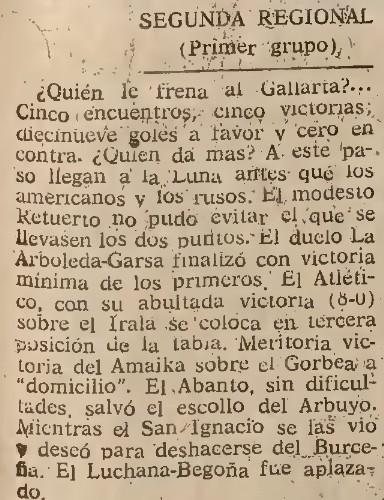 SEGUNDA REGIONAL
(Primer grupo)
¿Quién le frena al Gallarta?...
Cinco encuentros, cinco victorias;
diecinueve goles a favor y cero en
contra. ¿Quién da mas? A este pa-
so llegan a la Luna antes que los
americanos y los rusos. El modesto
Retuerto no pudo evitar el que se
llevasen los dos puntos. El duelo La
Arboleda-Garsa finalizó con victoria
mínima de los primeros. El Atléti-
co, con su abultada victoria (8-0)
sobre el Irala se coloca en tercera
posición de la tabla. Meritoria vic-
toria del Amaika sobre el Gorbea a
"domicilio". El Abanto, sin dificul-
tades, salvó el escollo del Arbuyo.
Mientras el San Ignacio se las vio
y deseó para deshacerse del Burce-
ña. El Luchana-Begoña fue aplaza-
do.